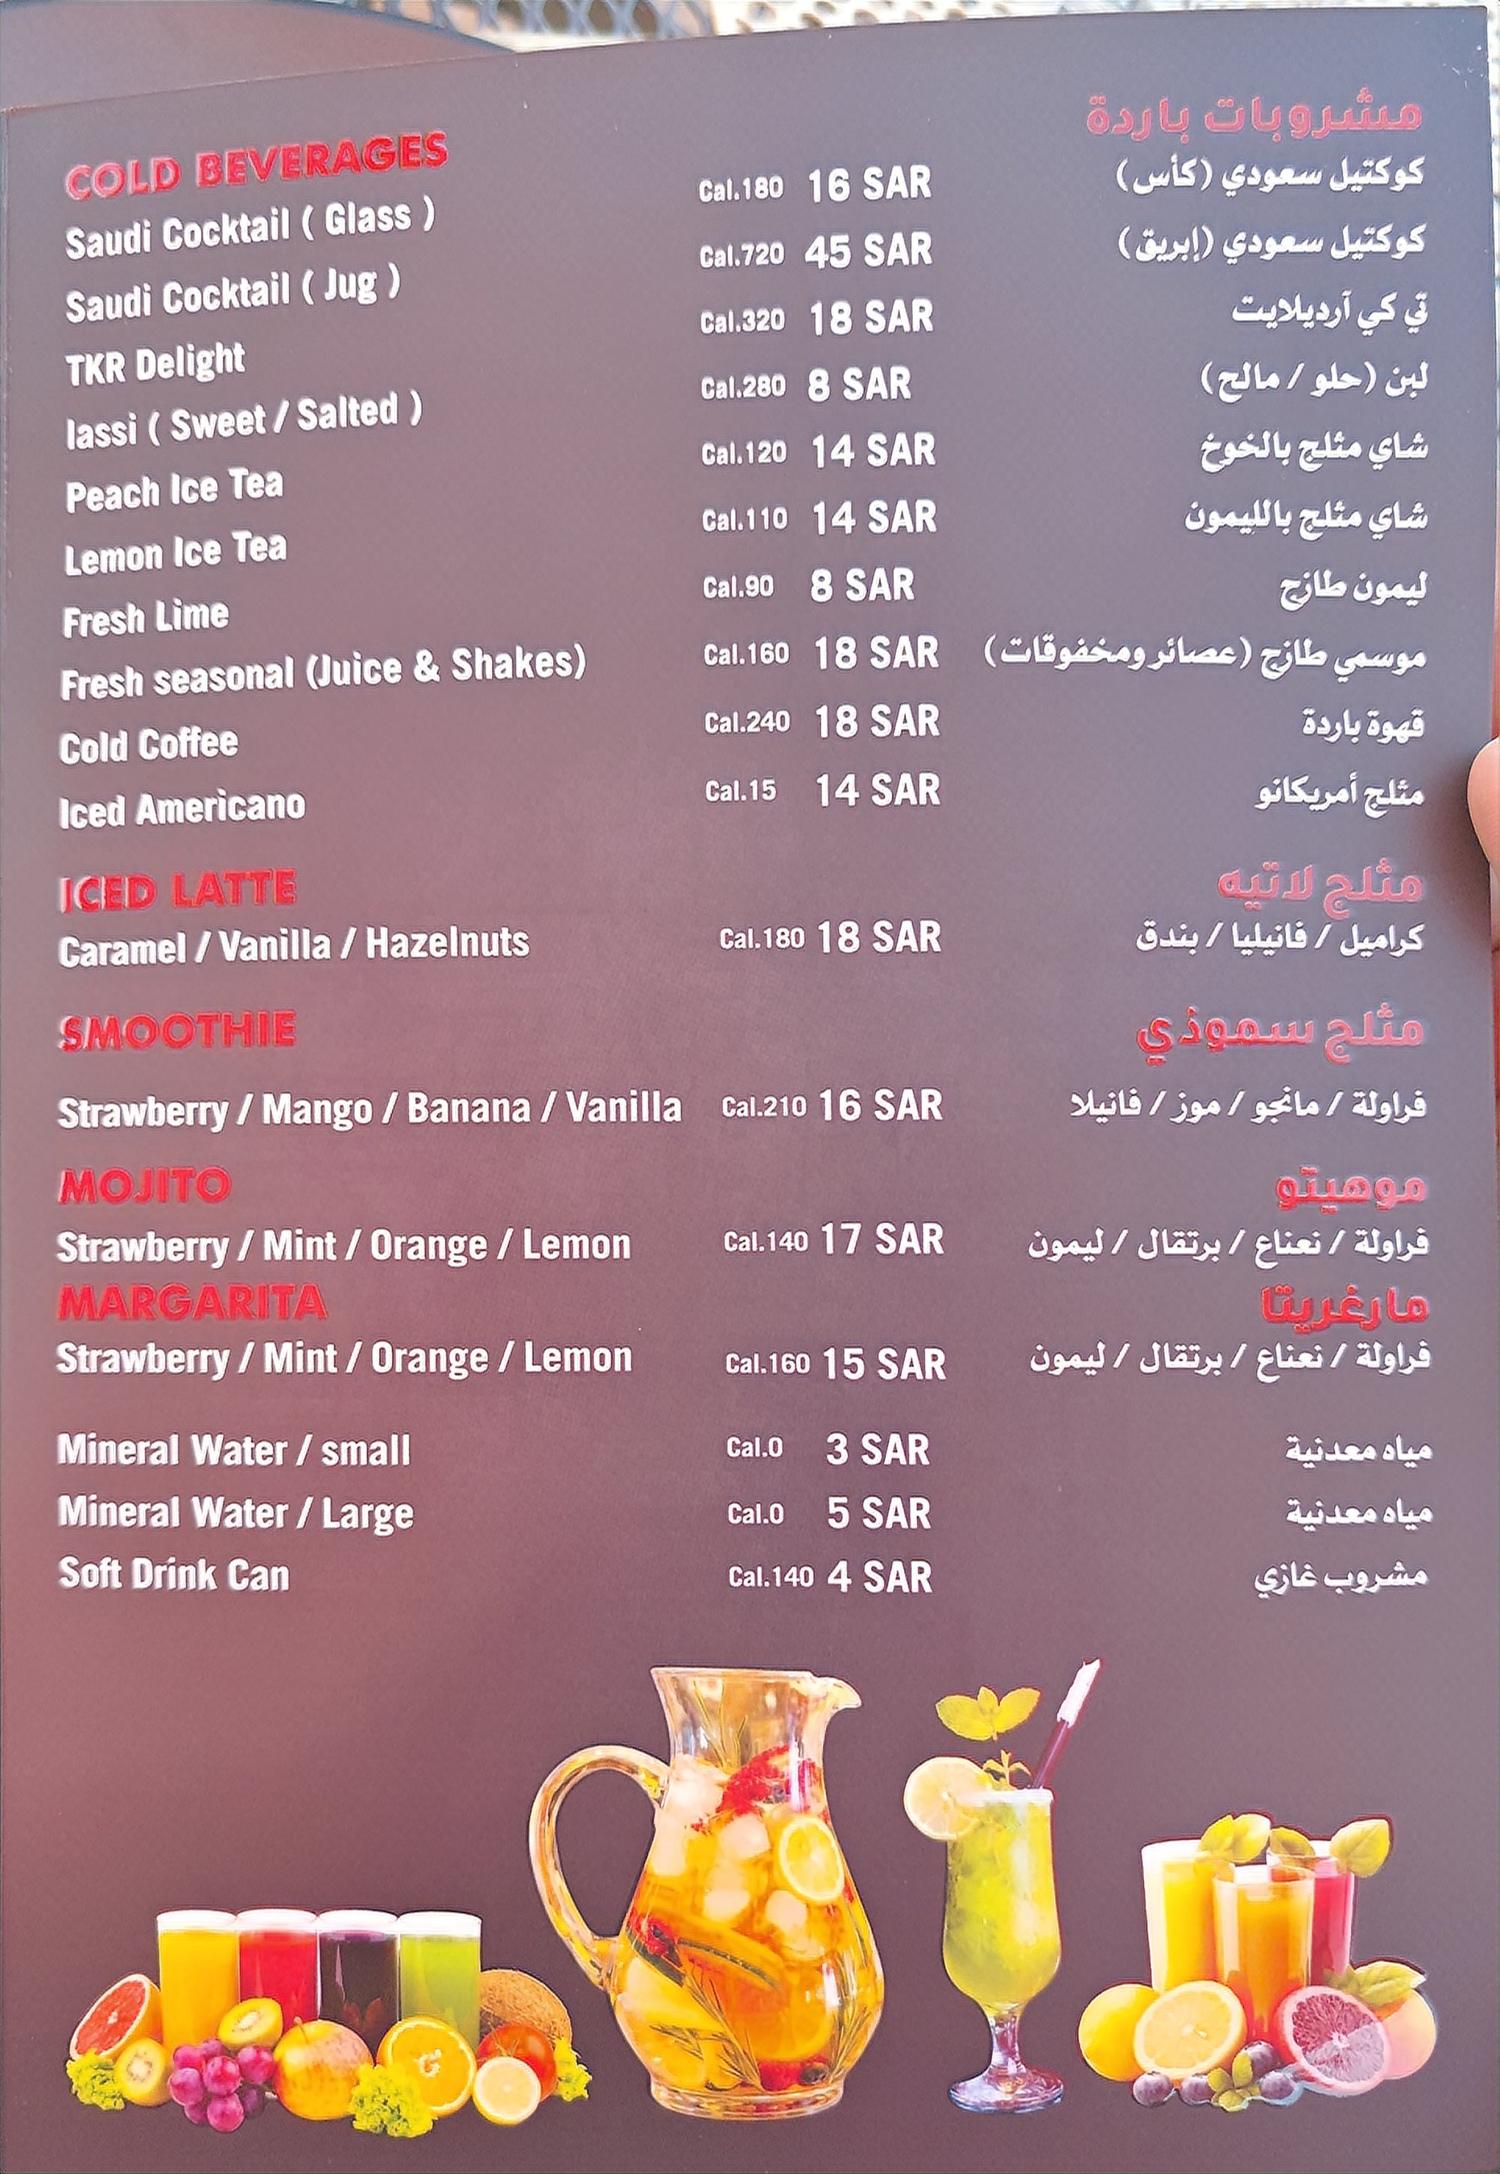 COLD BEVERAGES مشروبات باردة
Saudi Cocktail ( Glass ) Cal.180 16 SAR كوكتيل سعودي (كأس)
Saudi Cocktail ( Jug ) Cal.720 45 SAR كوكتيل سعودي (إبريق)
TKR Delight Cal.320 18 SAR تي كي آرديلايت
lassi ( Sweet / Salted ) Cal.280 8 SAR لبن (حلو / مالح)
Peach Ice Tea Cal.120 14 SAR شاي مثلج بالخوخ
Lemon Ice Tea Cal.110 14 SAR شاي مثلج بالليمون
Fresh Lime Cal.90 8 SAR ليمون طازج
Fresh seasonal (Juice & Shakes) Cal.160 18 SAR موسمي طازج (عصائر ومخفوقات)
Cold Coffee Cal.240 18 SAR قهوة باردة
Iced Americano Cal.15 14 SAR مثلج أمريكانو
ICED LATTE مثلج لاتيه
Caramel / Vanilla / Hazelnuts Cal.180 18 SAR كراميل / فانيليا / بندق
SMOOTHIE مثلج سموذي
Strawberry / Mango / Banana / Vanilla Cal.210 16 SAR فراولة / مانجو / موز / فانيلا
MOJITO موهيتو
Strawberry / Mint / Orange / Lemon Cal.140 17 SAR فراولة / نعناع / برتقال / ليمون
MARGARITA مارغريتا
Strawberry / Mint / Orange / Lemon Cal.160 15 SAR فراولة / نعناع / برتقال / ليمون
Mineral Water / small Cal.0 3 SAR مياه معدنية
Mineral Water / Large Cal.0 5 SAR مياه معدنية
Soft Drink Can Cal.140 4 SAR مشروب غازي